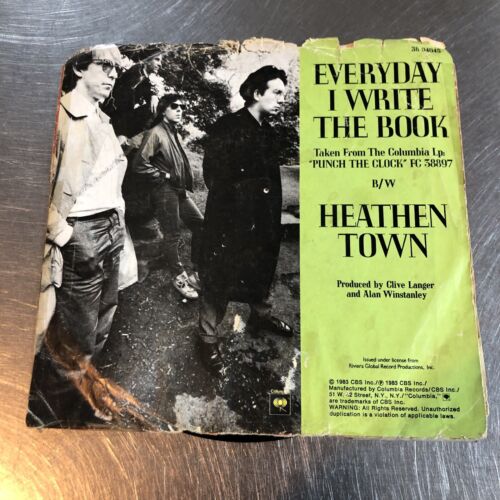 EVERYDAY
I WRITE
THE BOOK
Taken From The Columbia Lp:
"PUNCH THE CLOCK" FC 38897
B/W
HEATHEN
TOWN
Produced by Clive Langer
and Alan Winstanley
Issued under license from
Riviera Global Record Productions, Inc.
© 1983 CBS Inc./Ⓟ 1983 CBS Inc./
Manufactured by Columbia Records/CBS Inc./
51 W. 52 Street, N.Y., N.Y./"Columbia,"
are trademarks of CBS Inc.
WARNING: All Rights Reserved. Unauthorized
duplication is a violation of applicable laws.